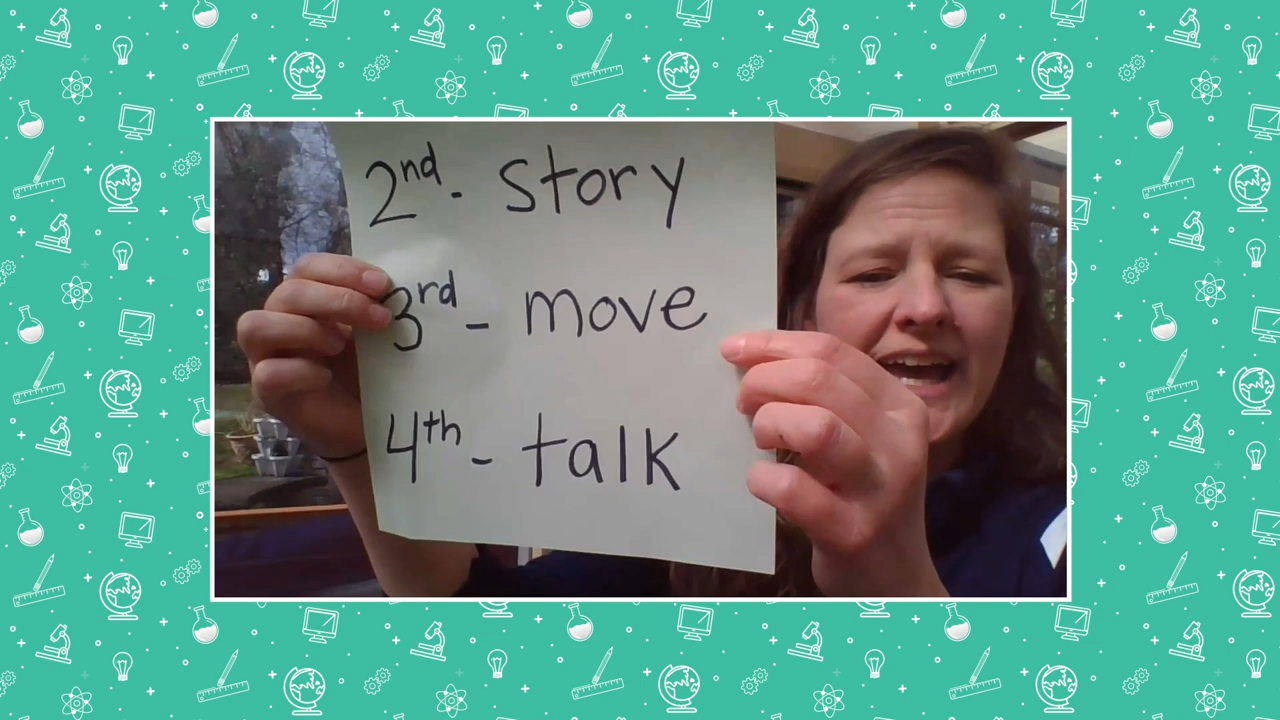 2nd - story
3rd - move
4th - talk